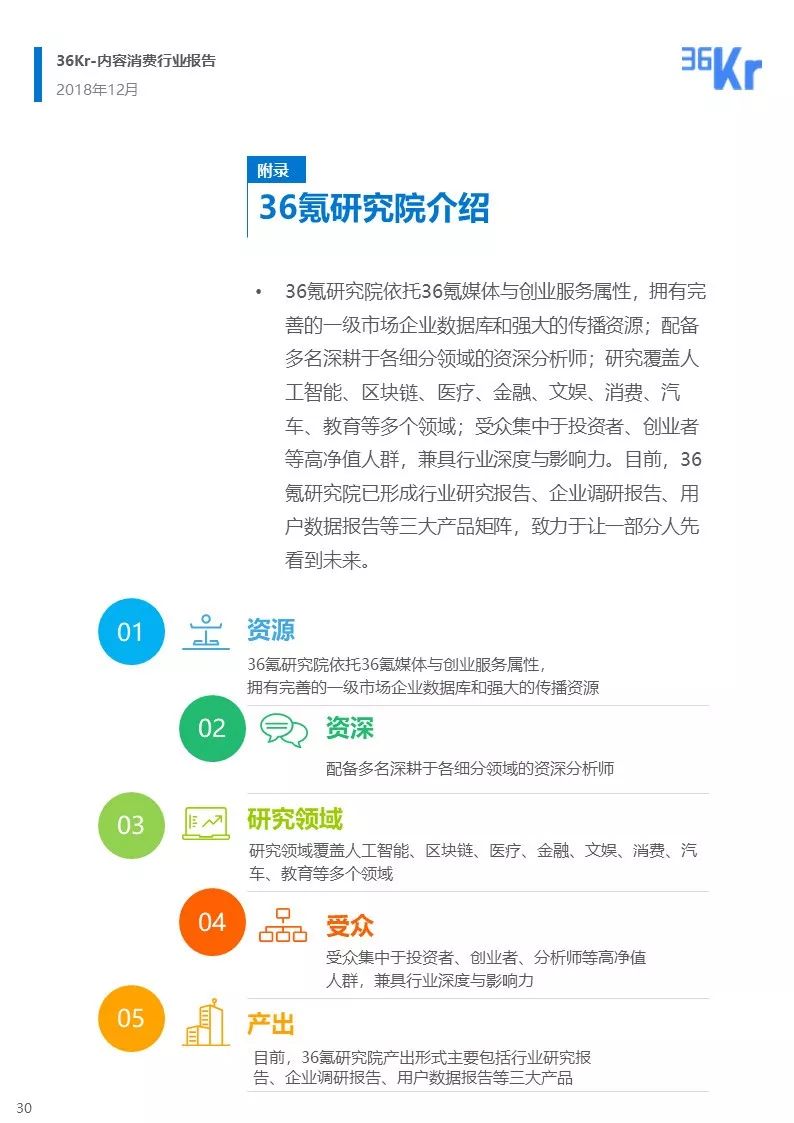 36Kr-内容消费行业报告
2018年12月
36Kr
附录
36氪研究院介绍
• 36氪研究院依托36氪媒体与创业服务属性，拥有完
善的一级市场企业数据库和强大的传播资源；配备
多名深耕于各细分领域的资深分析师；研究覆盖人
工智能、区块链、医疗、金融、文娱、消费、汽
车、教育等多个领域；受众集中于投资者、创业者
等高净值人群，兼具行业深度与影响力。目前，36
氪研究院已形成行业研究报告、企业调研报告、用
户数据报告等三大产品矩阵，致力于让一部分人先
看到未来。
01
资源
36氪研究院依托36氪媒体与创业服务属性，
拥有完善的一级市场企业数据库和强大的传播资源
02
资深
配备多名深耕于各细分领域的资深分析师
03
研究领域
研究领域覆盖人工智能、区块链、医疗、金融、文娱、消费、汽
车、教育等多个领域
04
受众
受众集中于投资者、创业者、分析师等高净值
人群，兼具行业深度与影响力
05
产出
目前，36氪研究院产出形式主要包括行业研究报
告、企业调研报告、用户数据报告等三大产品
30